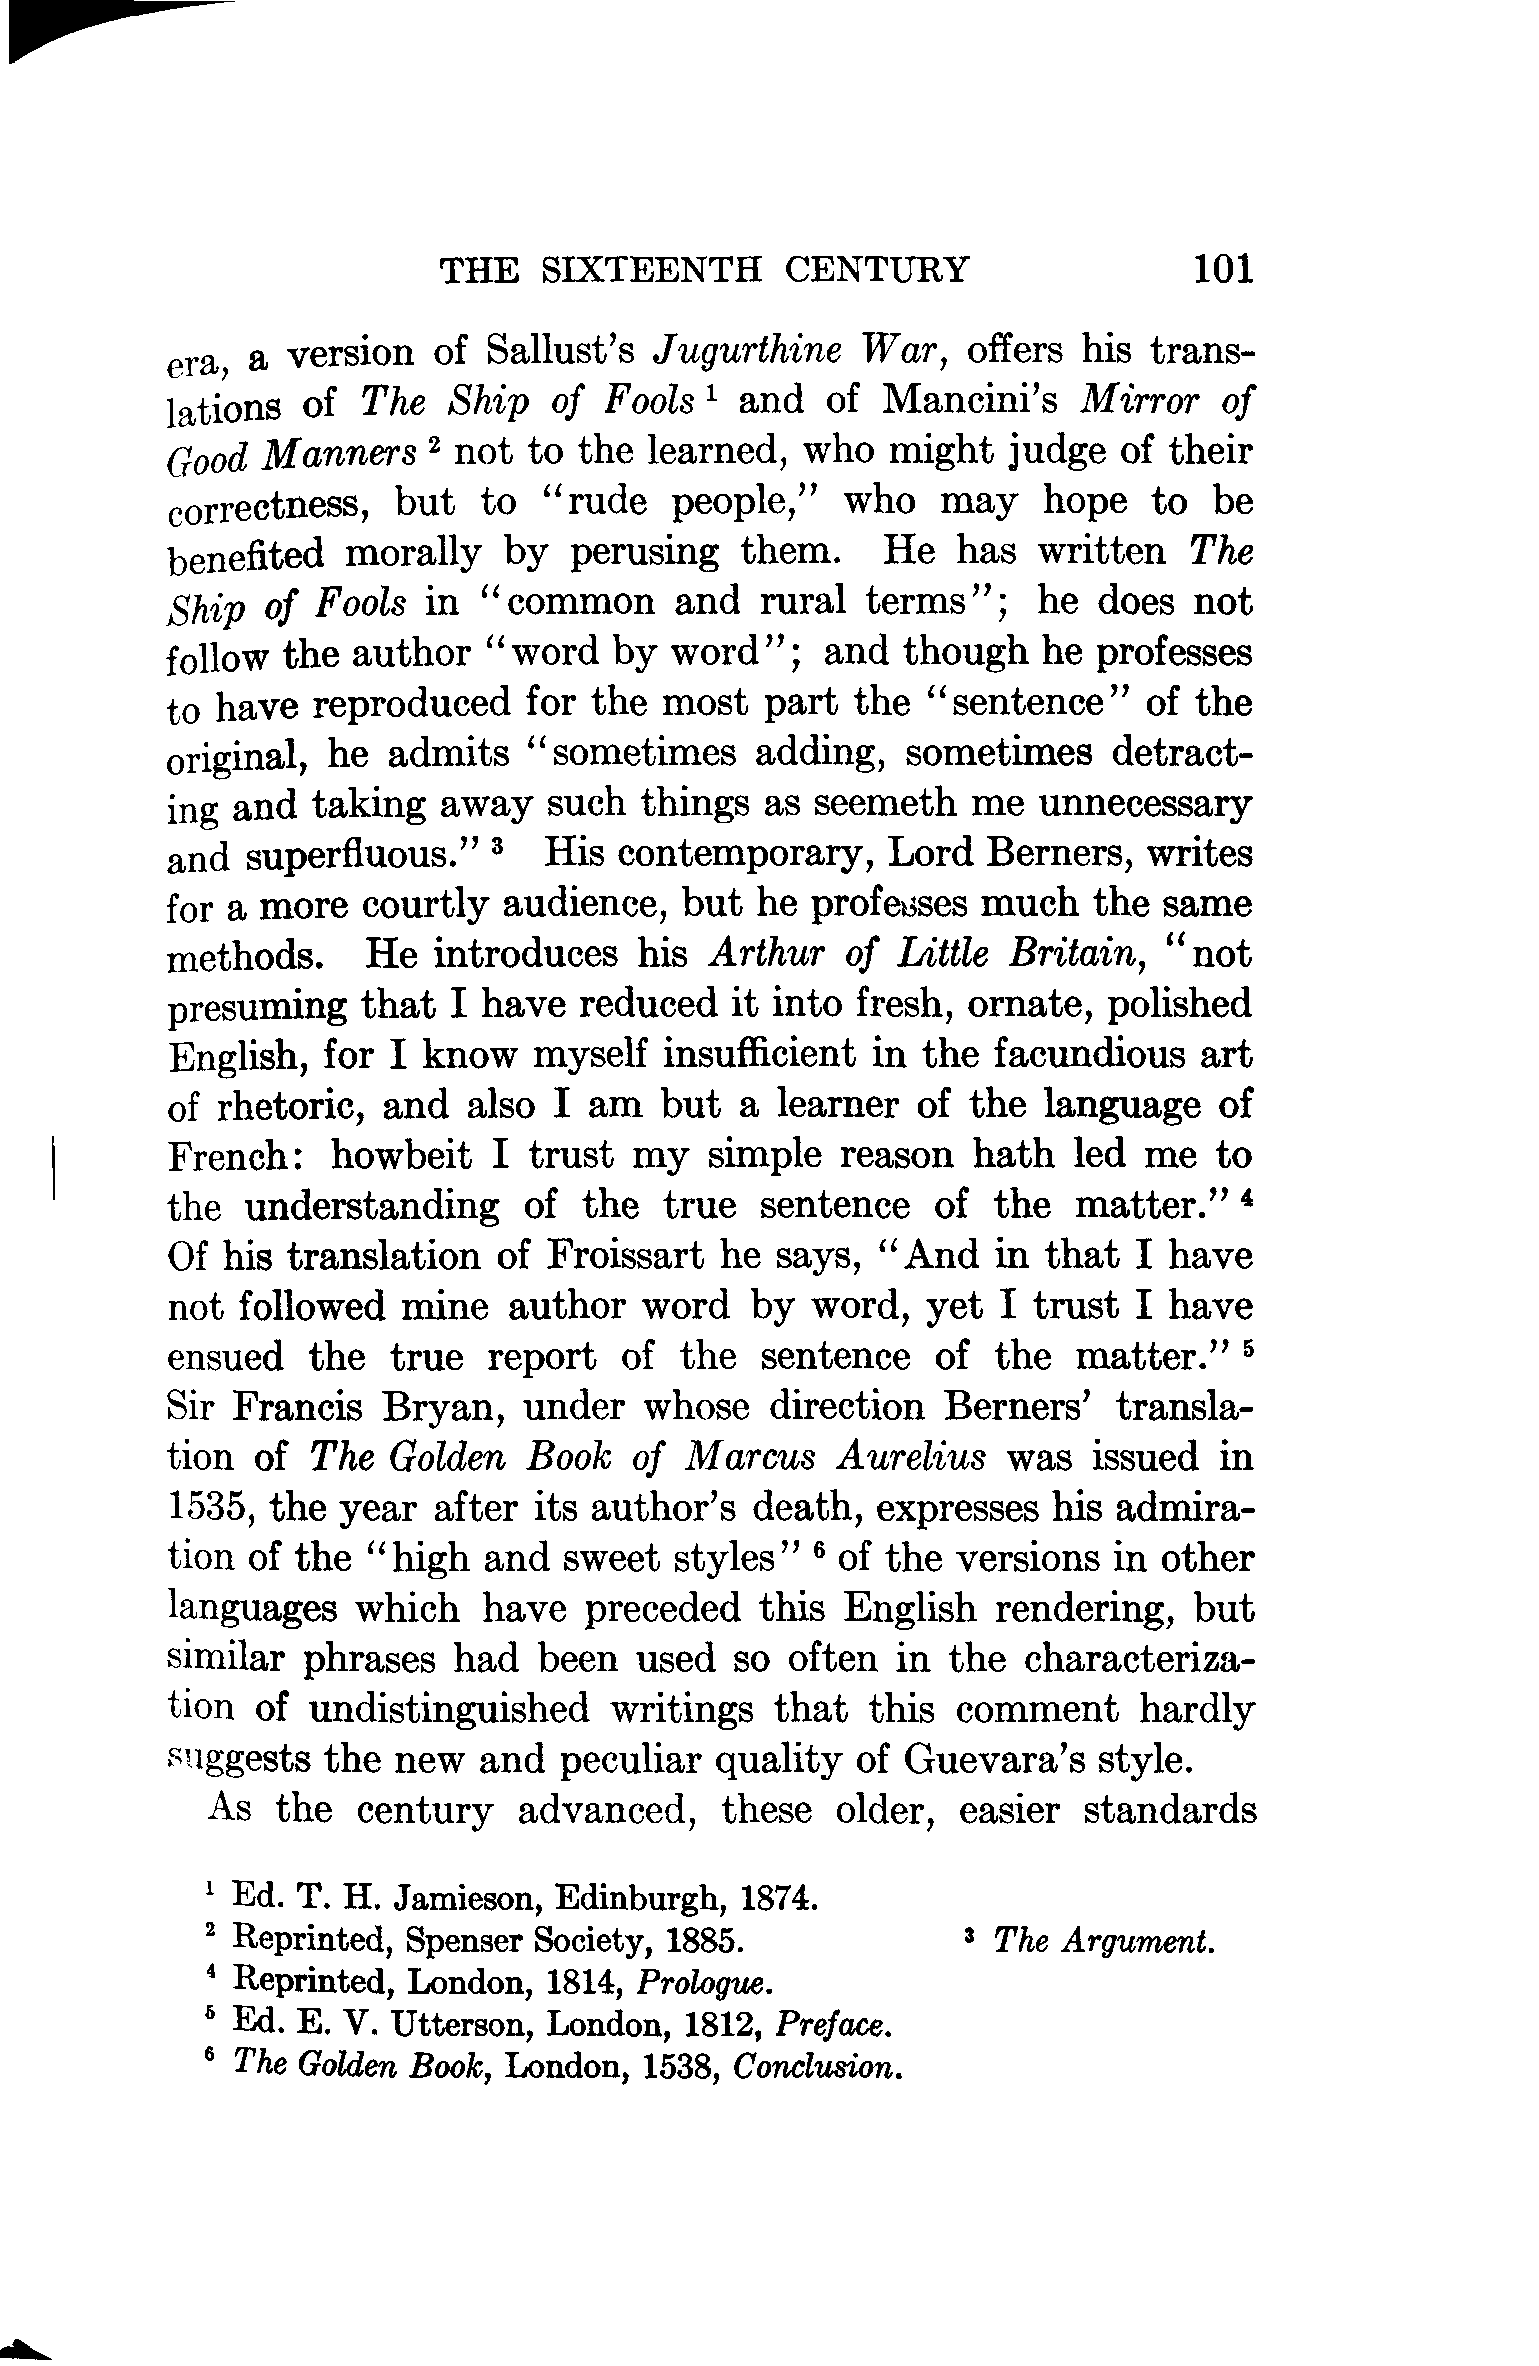 THE SIXTEENTH CENTURY 101
era, a version of Sallust's Jugurthine War, offers his trans-
lations of The Ship of Fools ¹ and of Mancini's Mirror of
Good Manners ² not to the learned, who might judge of their
correctness, but to "rude people," who may hope to be
benefited morally by perusing them. He has written The
Ship of Fools in "common and rural terms"; he does not
follow the author "word by word"; and though he professes
to have reproduced for the most part the "sentence" of the
original, he admits "sometimes adding, sometimes detract-
ing and taking away such things as seemeth me unnecessary
and superfluous." ³ His contemporary, Lord Berners, writes
for a more courtly audience, but he professes much the same
methods. He introduces his Arthur of Little Britain, "not
presuming that I have reduced it into fresh, ornate, polished
English, for I know myself insufficient in the facundious art
of rhetoric, and also I am but a learner of the language of
French: howbeit I trust my simple reason hath led me to
the understanding of the true sentence of the matter." ⁴
Of his translation of Froissart he says, "And in that I have
not followed mine author word by word, yet I trust I have
ensued the true report of the sentence of the matter." ⁵
Sir Francis Bryan, under whose direction Berners' transla-
tion of The Golden Book of Marcus Aurelius was issued in
1535, the year after its author's death, expresses his admira-
tion of the "high and sweet styles" ⁶ of the versions in other
languages which have preceded this English rendering, but
similar phrases had been used so often in the characteriza-
tion of undistinguished writings that this comment hardly
suggests the new and peculiar quality of Guevara's style.
As the century advanced, these older, easier standards
¹ Ed. T. H. Jamieson, Edinburgh, 1874.
² Reprinted, Spenser Society, 1885. ³ The Argument.
⁴ Reprinted, London, 1814, Prologue.
⁵ Ed. E. V. Utterson, London, 1812, Preface.
⁶ The Golden Book, London, 1538, Conclusion.